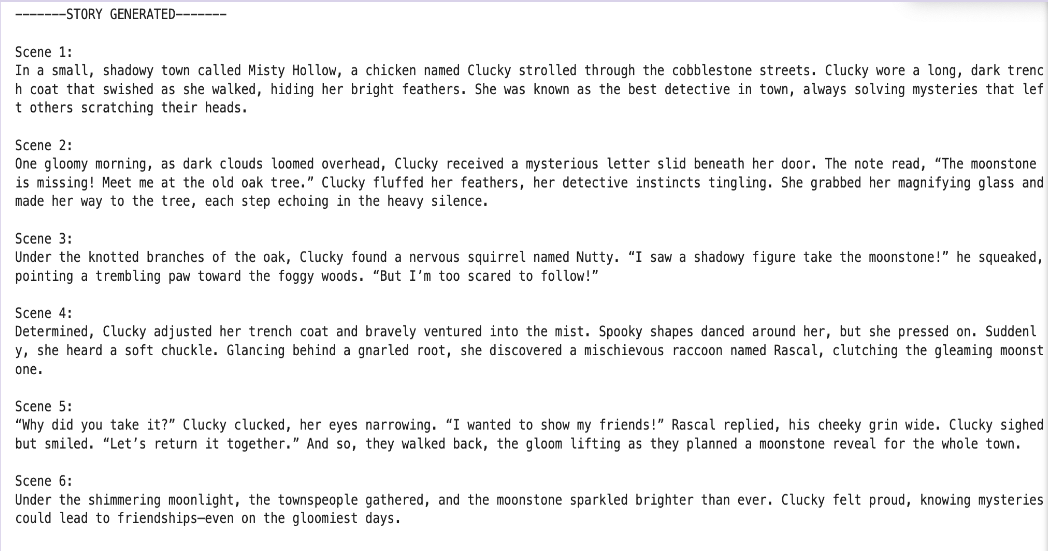 -------STORY GENERATED-------
Scene 1:
In a small, shadowy town called Misty Hollow, a chicken named Clucky strolled through the cobblestone streets. Clucky wore a long, dark trenc
h coat that swished as she walked, hiding her bright feathers. She was known as the best detective in town, always solving mysteries that lef
t others scratching their heads.
Scene 2:
One gloomy morning, as dark clouds loomed overhead, Clucky received a mysterious letter slid beneath her door. The note read, “The moonstone
is missing! Meet me at the old oak tree.” Clucky fluffed her feathers, her detective instincts tingling. She grabbed her magnifying glass and
made her way to the tree, each step echoing in the heavy silence.
Scene 3:
Under the knotted branches of the oak, Clucky found a nervous squirrel named Nutty. “I saw a shadowy figure take the moonstone!” he squeaked,
pointing a trembling paw toward the foggy woods. “But I’m too scared to follow!”
Scene 4:
Determined, Clucky adjusted her trench coat and bravely ventured into the mist. Spooky shapes danced around her, but she pressed on. Suddenl
y, she heard a soft chuckle. Glancing behind a gnarled root, she discovered a mischievous raccoon named Rascal, clutching the gleaming moonst
one.
Scene 5:
“Why did you take it?” Clucky clucked, her eyes narrowing. “I wanted to show my friends!” Rascal replied, his cheeky grin wide. Clucky sighed
but smiled. “Let’s return it together.” And so, they walked back, the gloom lifting as they planned a moonstone reveal for the whole town.
Scene 6:
Under the shimmering moonlight, the townspeople gathered, and the moonstone sparkled brighter than ever. Clucky felt proud, knowing mysteries
could lead to friendships—even on the gloomiest days.